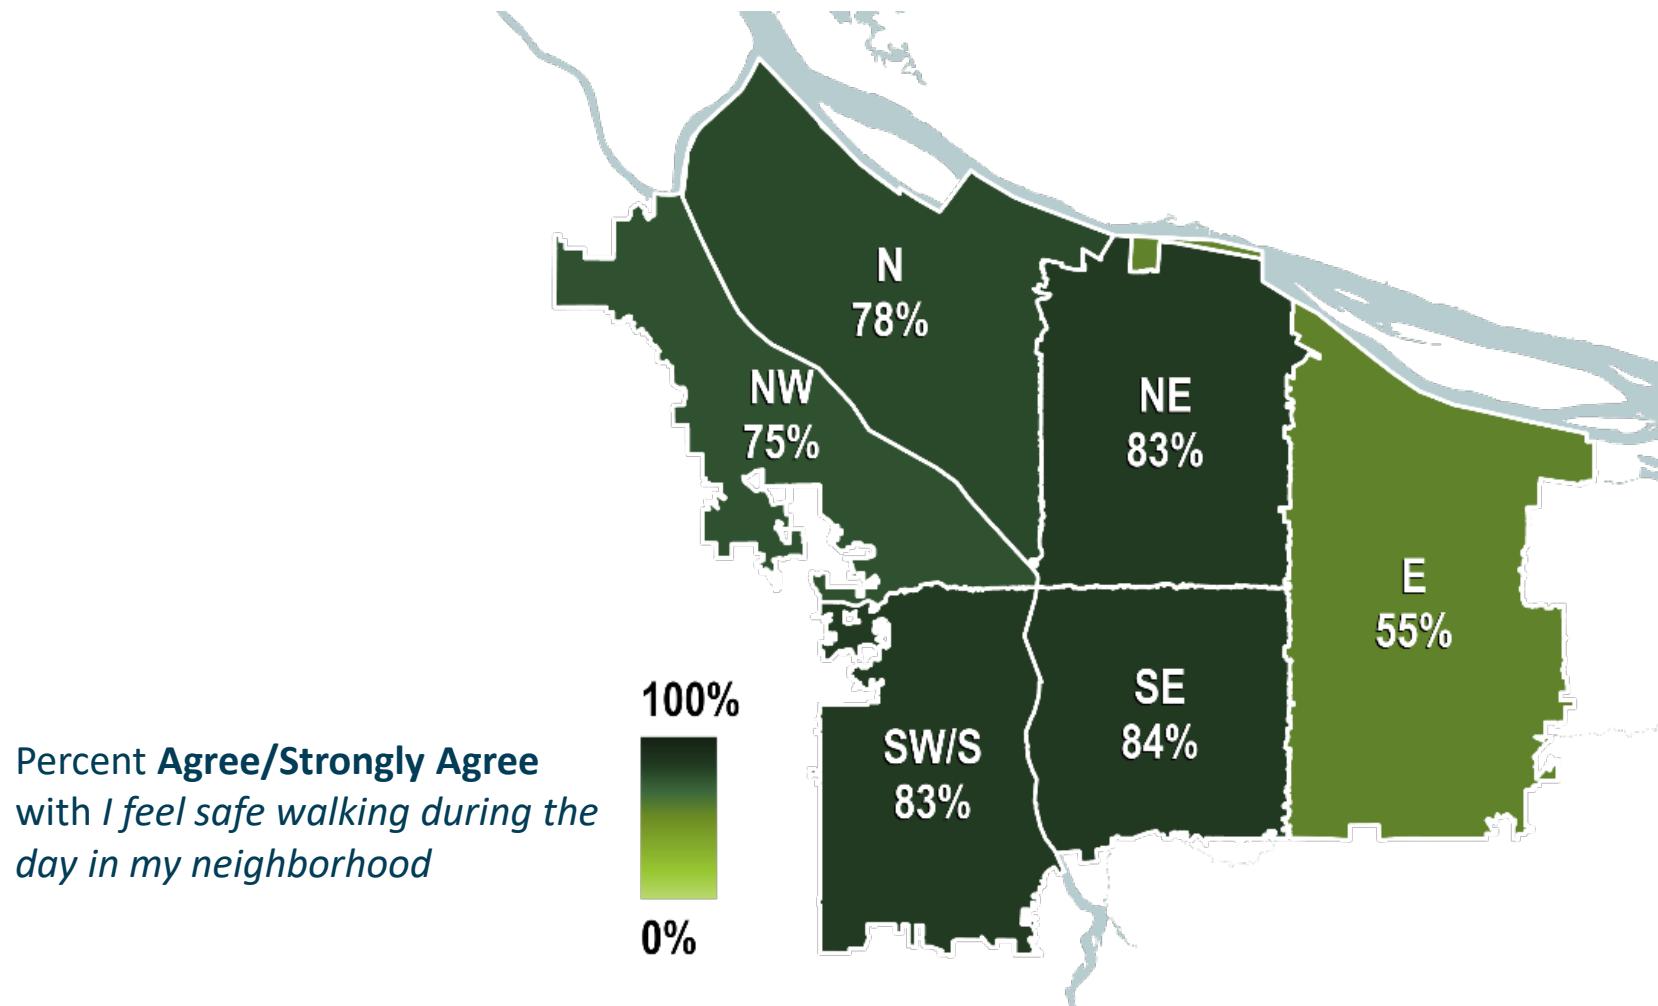 N
78%
NW
75%
NE
83%
E
55%
SE
84%
SW/S
83%
100%
0%
Percent Agree/Strongly Agree
with I feel safe walking during the
day in my neighborhood